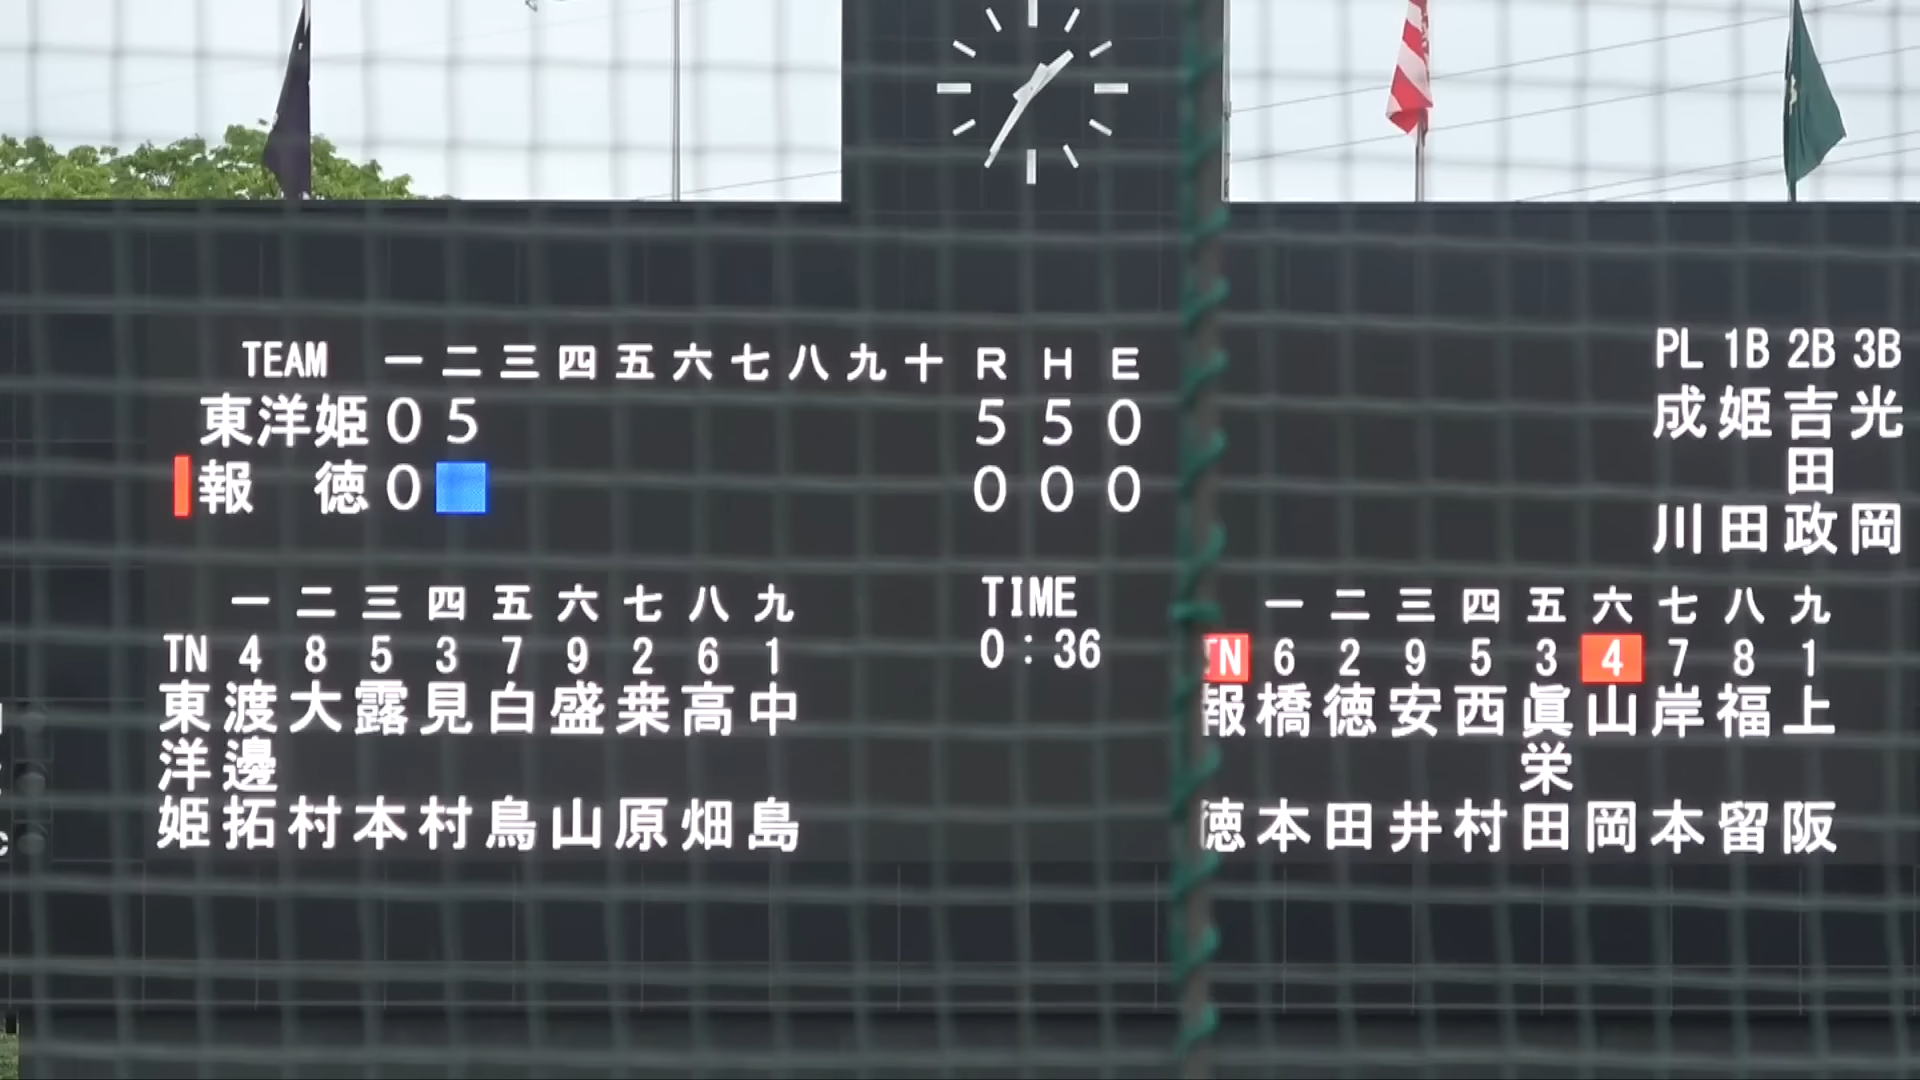 TEAM 一 二 三 四 五 六 七 八 九 十 R H E
東洋姫 0 5 5 5 0
報 徳 0 0 0 0
PL 1B 2B 3B
成川 姫田 吉田政 光岡
TIME
0:36
一 二 三 四 五 六 七 八 九
TN 4 8 5 3 7 9 2 6 1
東洋姫 渡邊拓 大村 露本 見村 白鳥 盛山 桒原 高畑 中島
一 二 三 四 五 六 七 八 九
TN 6 2 9 5 3 4 7 8 1
報徳 橋本 徳田 安井 西村 眞栄田 山岡 岸本 福留 上阪